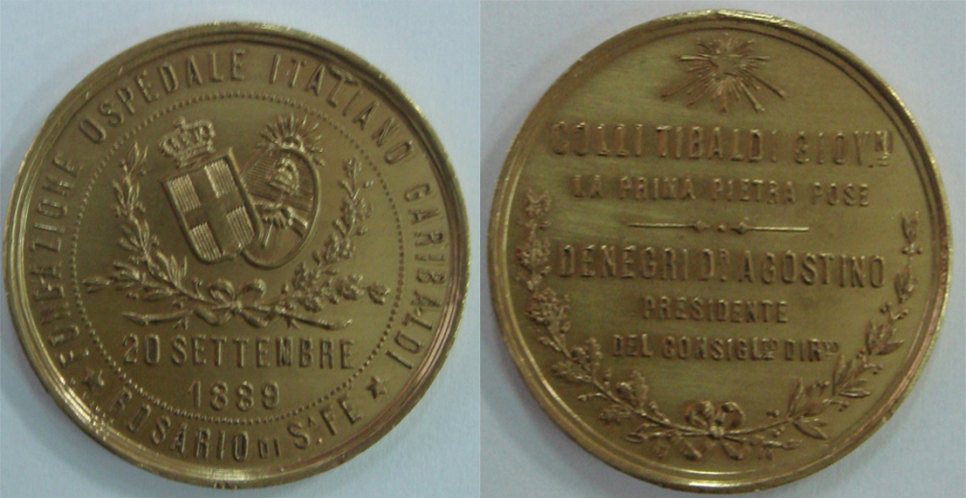 FONDAZIONE OSPEDALE ITALIANO GARIBALDI
20 SETTEMBRE
1889
ROSARIO DI S.A FE
COLLI TIBALDI GIOV.NI
LA PRIMA PIETRA POSE
DENEGRI D.R AGOSTINO
PRESIDENTE
DEL CONSIGL.IO DIR.VO